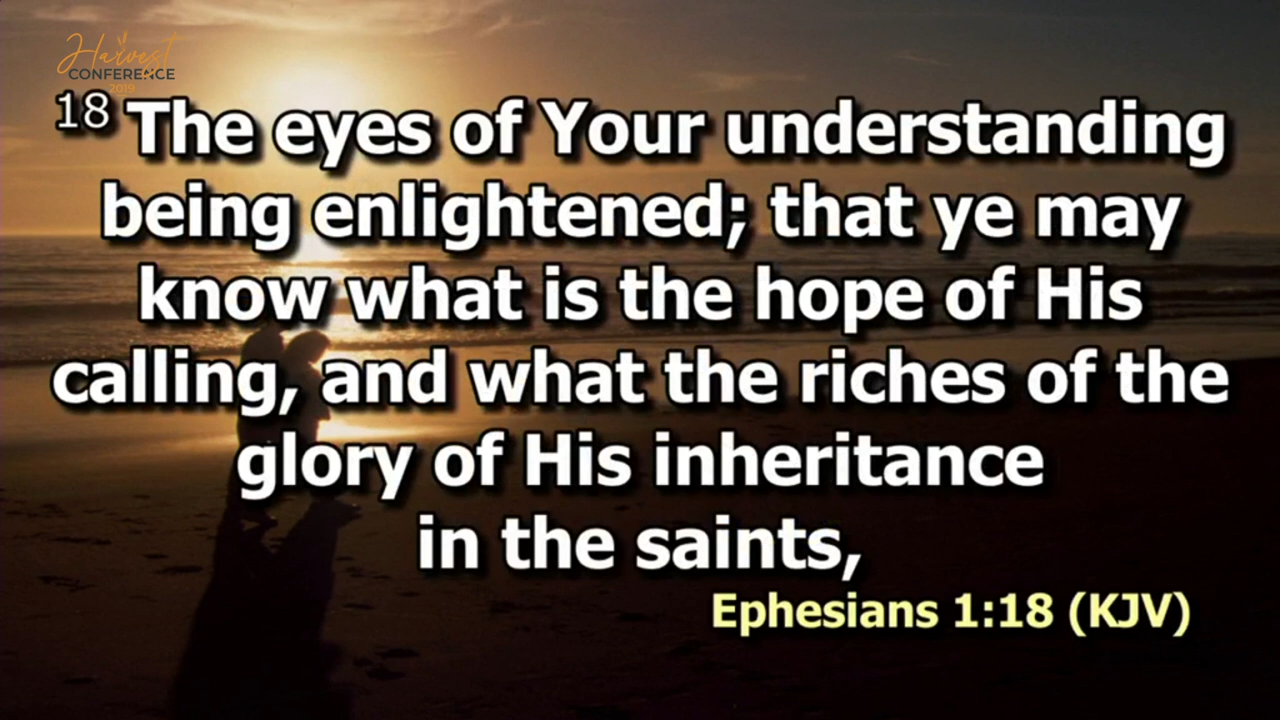 Harvest
CONFERENCE
2019
18 The eyes of Your understanding
being enlightened; that ye may
know what is the hope of His
calling, and what the riches of the
glory of His inheritance
in the saints,
Ephesians 1:18 (KJV)